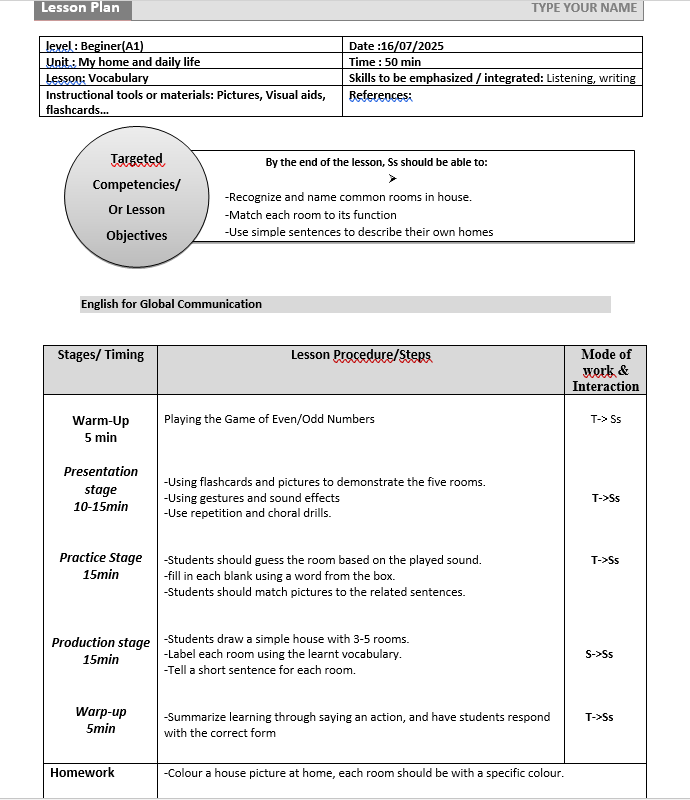 Lesson Plan
TYPE YOUR NAME
level : Beginer(A1)
Date :16/07/2025
Unit : My home and daily life
Time : 50 min
Lesson: Vocabulary
Skills to be emphasized / integrated: Listening, writing
Instructional tools or materials: Pictures, Visual aids,
flashcards...
References:
Targeted
Competencies/
Or Lesson
Objectives
By the end of the lesson, Ss should be able to:
➢
-Recognize and name common rooms in house.
-Match each room to its function
-Use simple sentences to describe their own homes
English for Global Communication
Stages/ Timing
Lesson Procedure/Steps
Mode of
work &
Interaction
Warm-Up
5 min
Playing the Game of Even/Odd Numbers
T-> Ss
Presentation
stage
10-15min
-Using flashcards and pictures to demonstrate the five rooms.
-Using gestures and sound effects
-Use repetition and choral drills.
T->Ss
Practice Stage
15min
-Students should guess the room based on the played sound.
-fill in each blank using a word from the box.
-Students should match pictures to the related sentences.
T->Ss
Production stage
15min
-Students draw a simple house with 3-5 rooms.
-Label each room using the learnt vocabulary.
-Tell a short sentence for each room.
S->Ss
Warp-up
5min
-Summarize learning through saying an action, and have students respond
with the correct form
T->Ss
Homework
-Colour a house picture at home, each room should be with a specific colour.